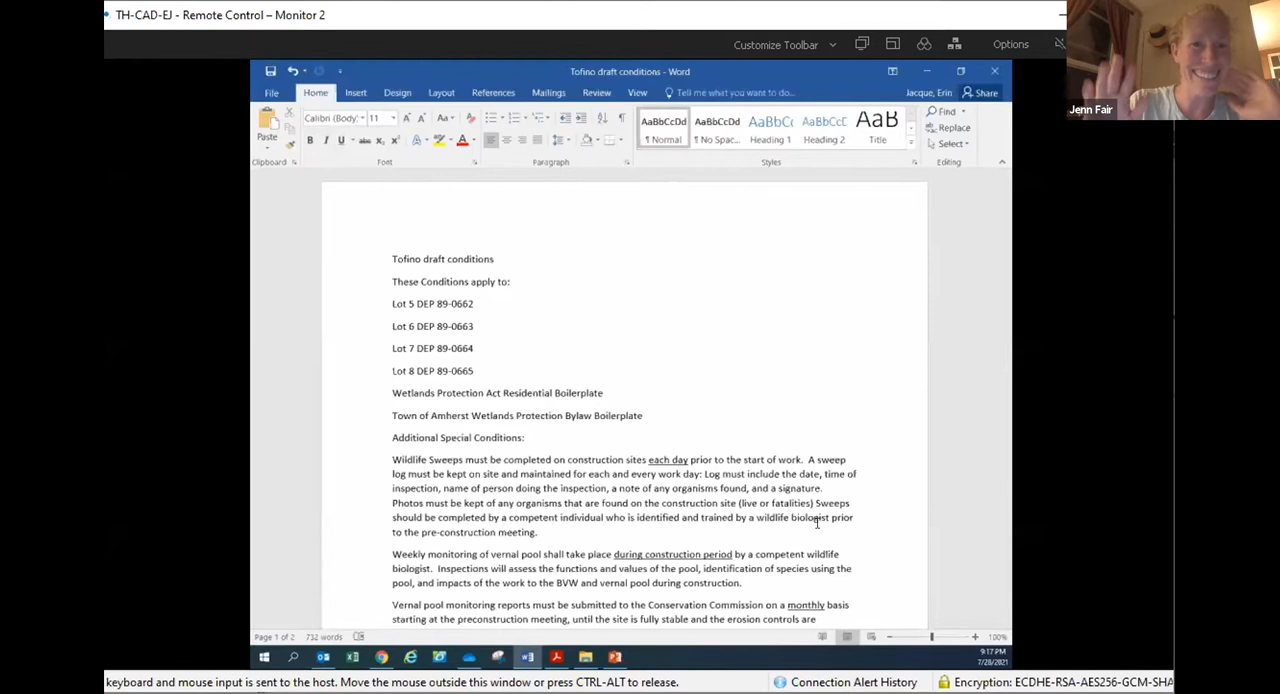 TH-CAD-EJ - Remote Control – Monitor 2
Customize Toolbar
Options
Jenn Fair
Tofino draft conditions - Word
File Home Insert Design Layout References Mailings Review View Tell me what you want to do...
Jacque, Erin Share
Paste
Calibri (Body) 11
Clipboard
Font
Paragraph
AaBbCcDd AaBbCcDd AaBbCc AaBbCcE AaB
¶ Normal ¶ No Spac... Heading 1 Heading 2 Title
Styles
Find
Replace
Select
Editing
Tofino draft conditions
These Conditions apply to:
Lot 5 DEP 89-0662
Lot 6 DEP 89-0663
Lot 7 DEP 89-0664
Lot 8 DEP 89-0665
Wetlands Protection Act Residential Boilerplate
Town of Amherst Wetlands Protection Bylaw Boilerplate
Additional Special Conditions:
Wildlife Sweeps must be completed on construction sites each day prior to the start of work. A sweep
log must be kept on site and maintained for each and every work day: Log must include the date, time of
inspection, name of person doing the inspection, a note of any organisms found, and a signature.
Photos must be kept of any organisms that are found on the construction site (live or fatalities) Sweeps
should be completed by a competent individual who is identified and trained by a wildlife biologist prior
to the pre-construction meeting.
Weekly monitoring of vernal pool shall take place during construction period by a competent wildlife
biologist. Inspections will assess the functions and values of the pool, identification of species using the
pool, and impacts of the work to the BVW and vernal pool during construction.
Vernal pool monitoring reports must be submitted to the Conservation Commission on a monthly basis
starting at the preconstruction meeting, until the site is fully stable and the erosion controls are
Page 1 of 2 732 words
100%
9:17 PM
7/28/2021
keyboard and mouse input is sent to the host. Move the mouse outside this window or press CTRL-ALT to release.
Connection Alert History
Encryption: ECDHE-RSA-AES256-GCM-SHA